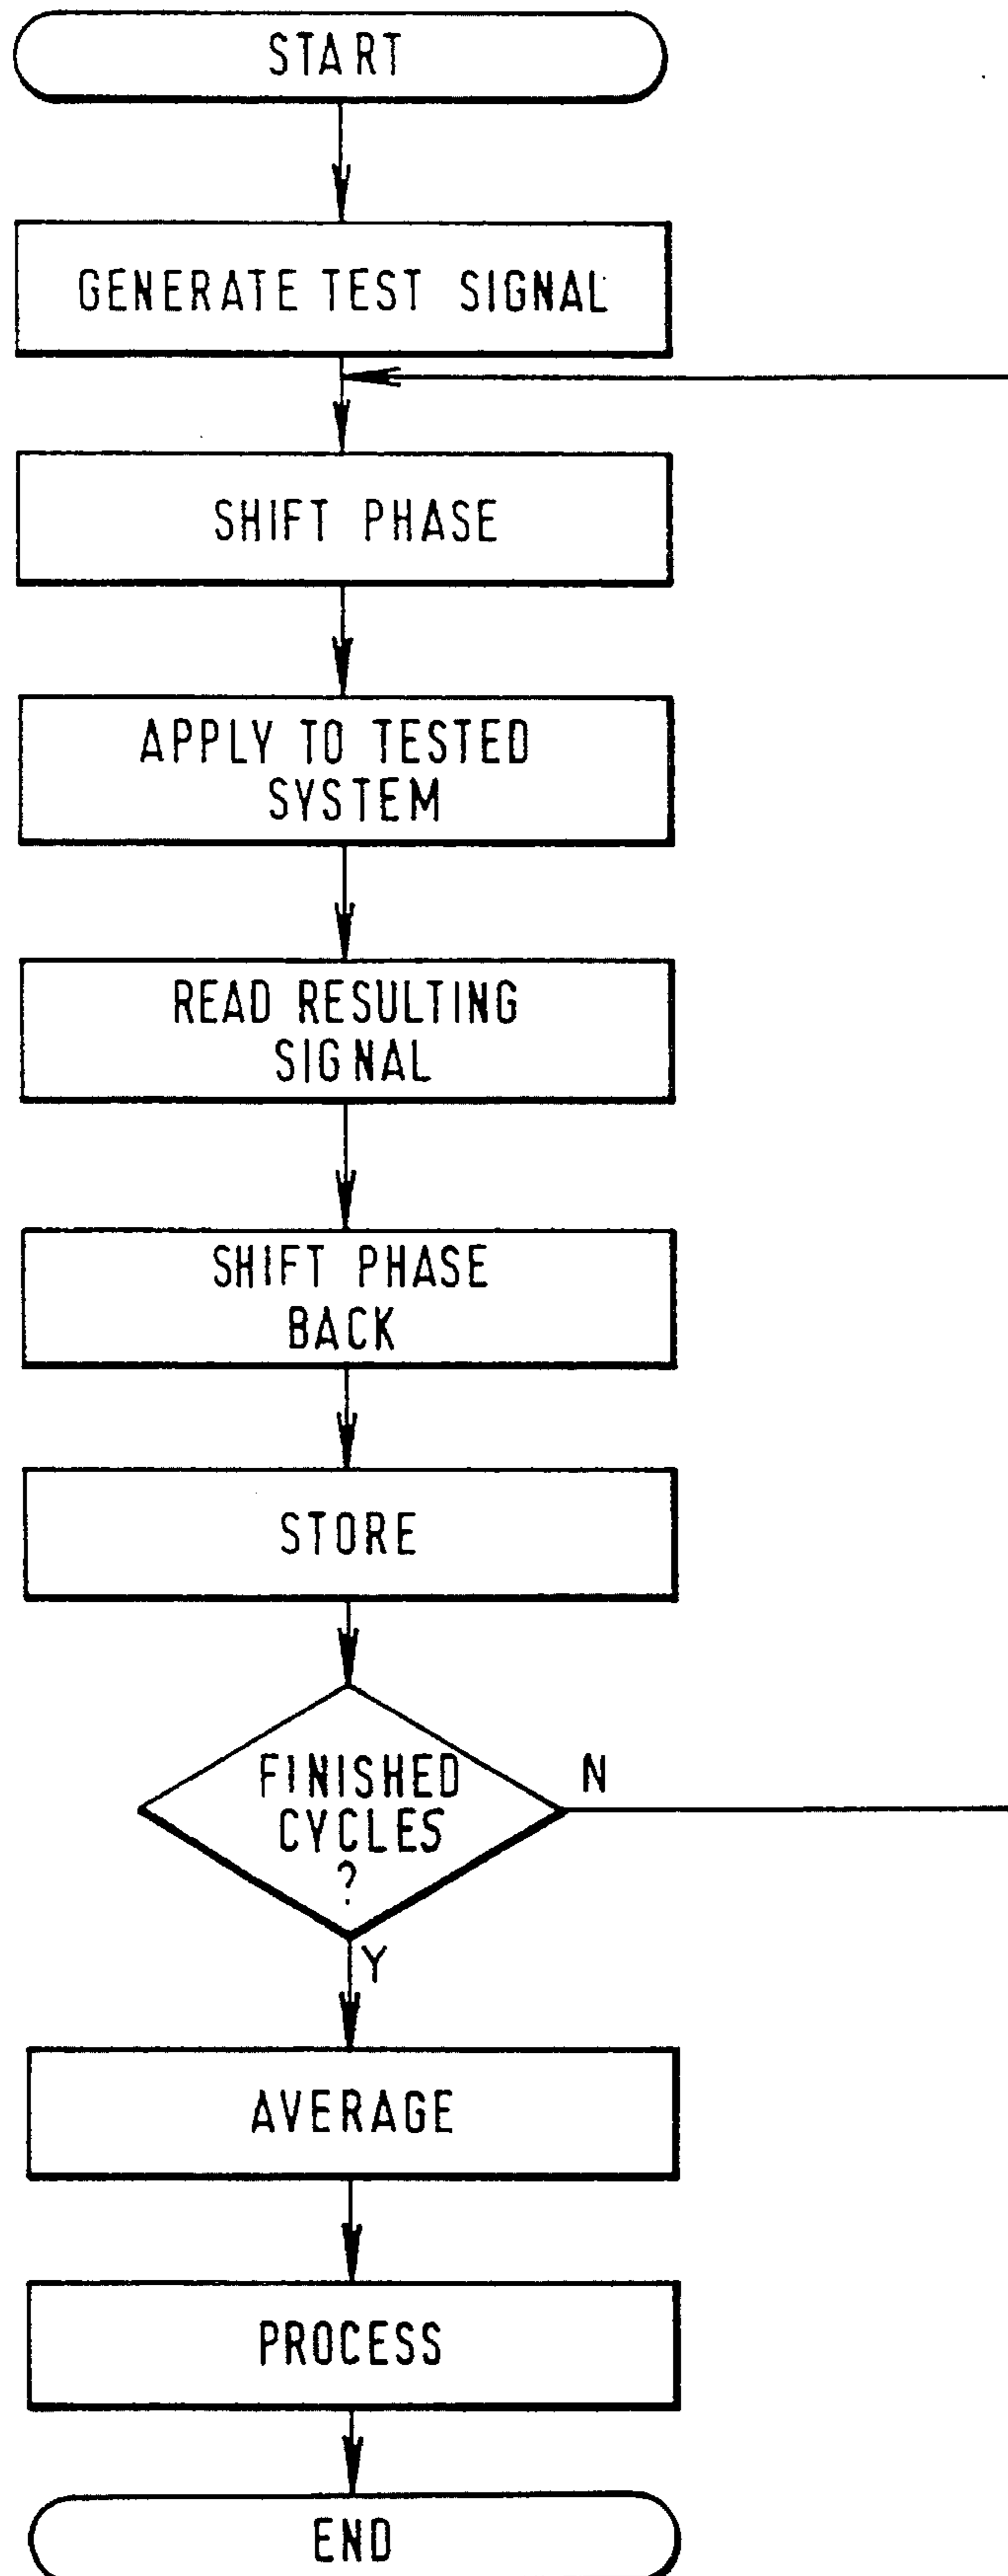 START
GENERATE TEST SIGNAL
SHIFT PHASE
APPLY TO TESTED
SYSTEM
READ RESULTING
SIGNAL
SHIFT PHASE
BACK
STORE
FINISHED
CYCLES
?
N
Y
AVERAGE
PROCESS
END